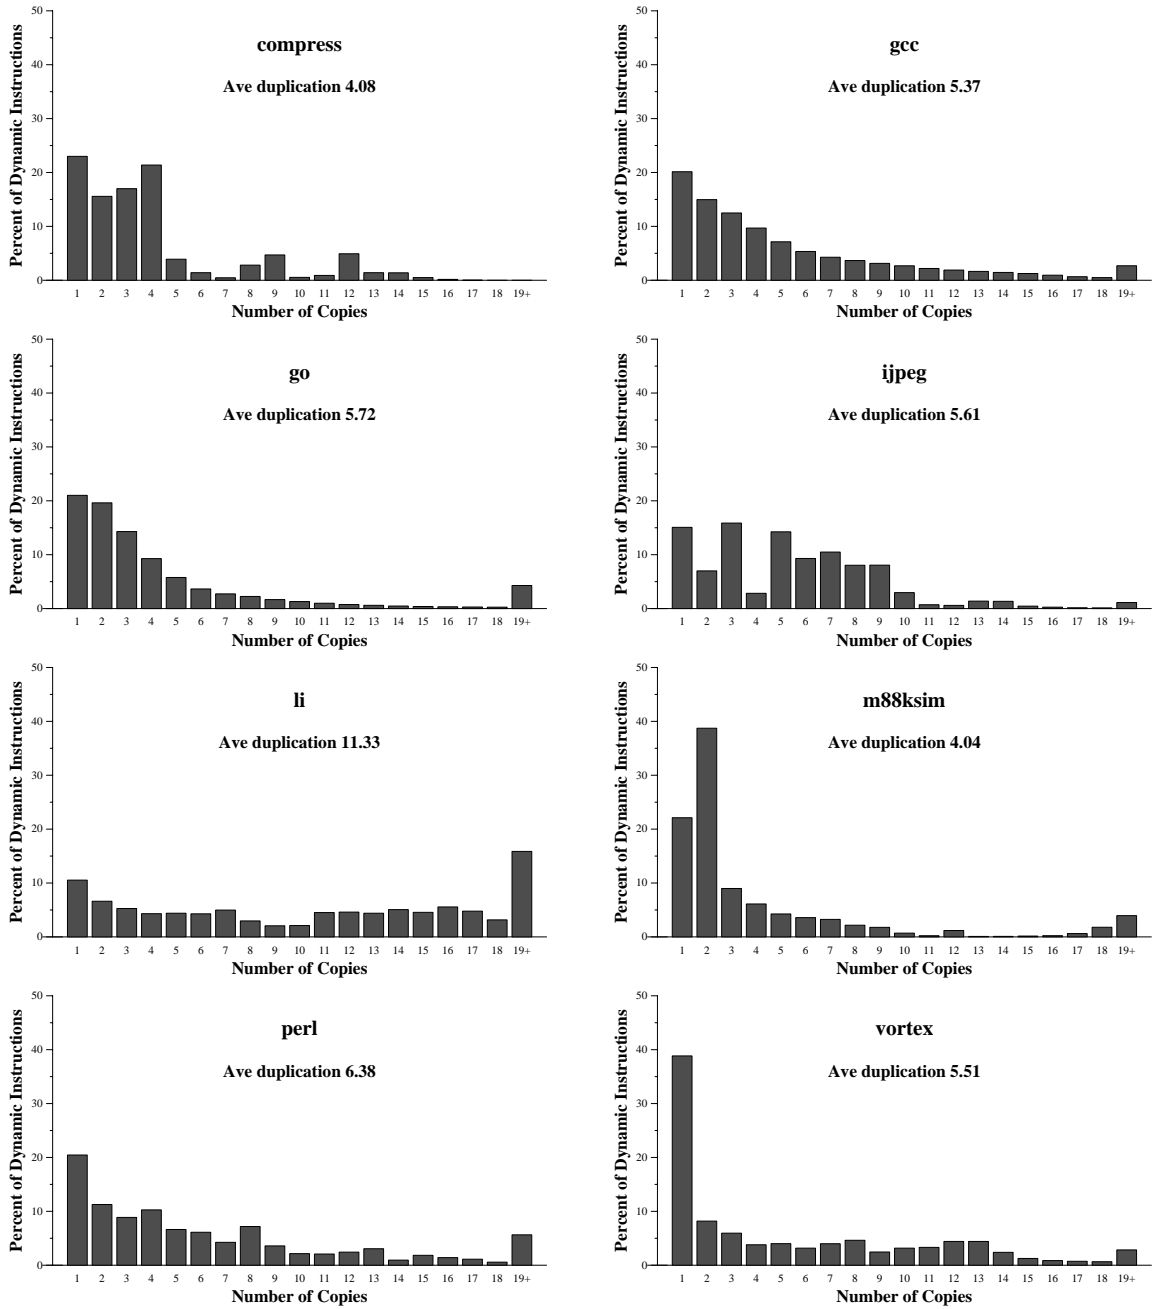 compress
Ave duplication 4.08
Percent of Dynamic Instructions
50
40
30
20
10
0
1 2 3 4 5 6 7 8 9 10 11 12 13 14 15 16 17 18 19+
Number of Copies
gcc
Ave duplication 5.37
Percent of Dynamic Instructions
50
40
30
20
10
0
1 2 3 4 5 6 7 8 9 10 11 12 13 14 15 16 17 18 19+
Number of Copies
go
Ave duplication 5.72
Percent of Dynamic Instructions
50
40
30
20
10
0
1 2 3 4 5 6 7 8 9 10 11 12 13 14 15 16 17 18 19+
Number of Copies
ijpeg
Ave duplication 5.61
Percent of Dynamic Instructions
50
40
30
20
10
0
1 2 3 4 5 6 7 8 9 10 11 12 13 14 15 16 17 18 19+
Number of Copies
li
Ave duplication 11.33
Percent of Dynamic Instructions
50
40
30
20
10
0
1 2 3 4 5 6 7 8 9 10 11 12 13 14 15 16 17 18 19+
Number of Copies
m88ksim
Ave duplication 4.04
Percent of Dynamic Instructions
50
40
30
20
10
0
1 2 3 4 5 6 7 8 9 10 11 12 13 14 15 16 17 18 19+
Number of Copies
perl
Ave duplication 6.38
Percent of Dynamic Instructions
50
40
30
20
10
0
1 2 3 4 5 6 7 8 9 10 11 12 13 14 15 16 17 18 19+
Number of Copies
vortex
Ave duplication 5.51
Percent of Dynamic Instructions
50
40
30
20
10
0
1 2 3 4 5 6 7 8 9 10 11 12 13 14 15 16 17 18 19+
Number of Copies